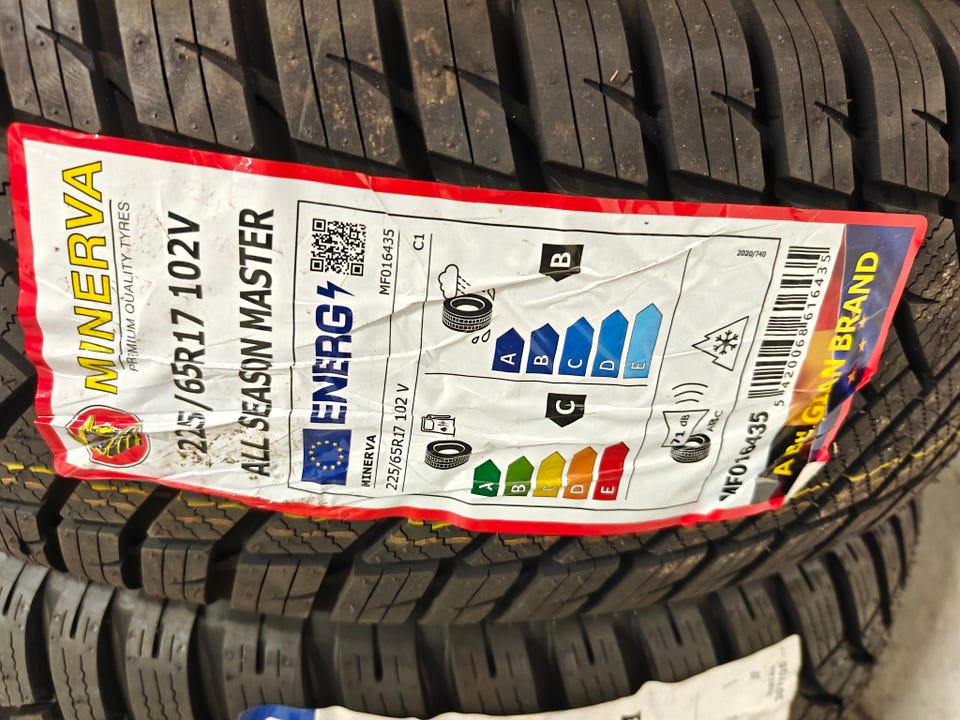 MINERVA
PREMIUM QUALITY TYRES
225/65R17 102V
ALL SEASON MASTER
ENERG
MINERVA
MF016435
225/65R17 102 V
C1
A
B
C
D
E
C
A
B
C
D
E
B
71 dB
ABC
2020/740
5420068616435
MF016435
A BELGIAN BRAND